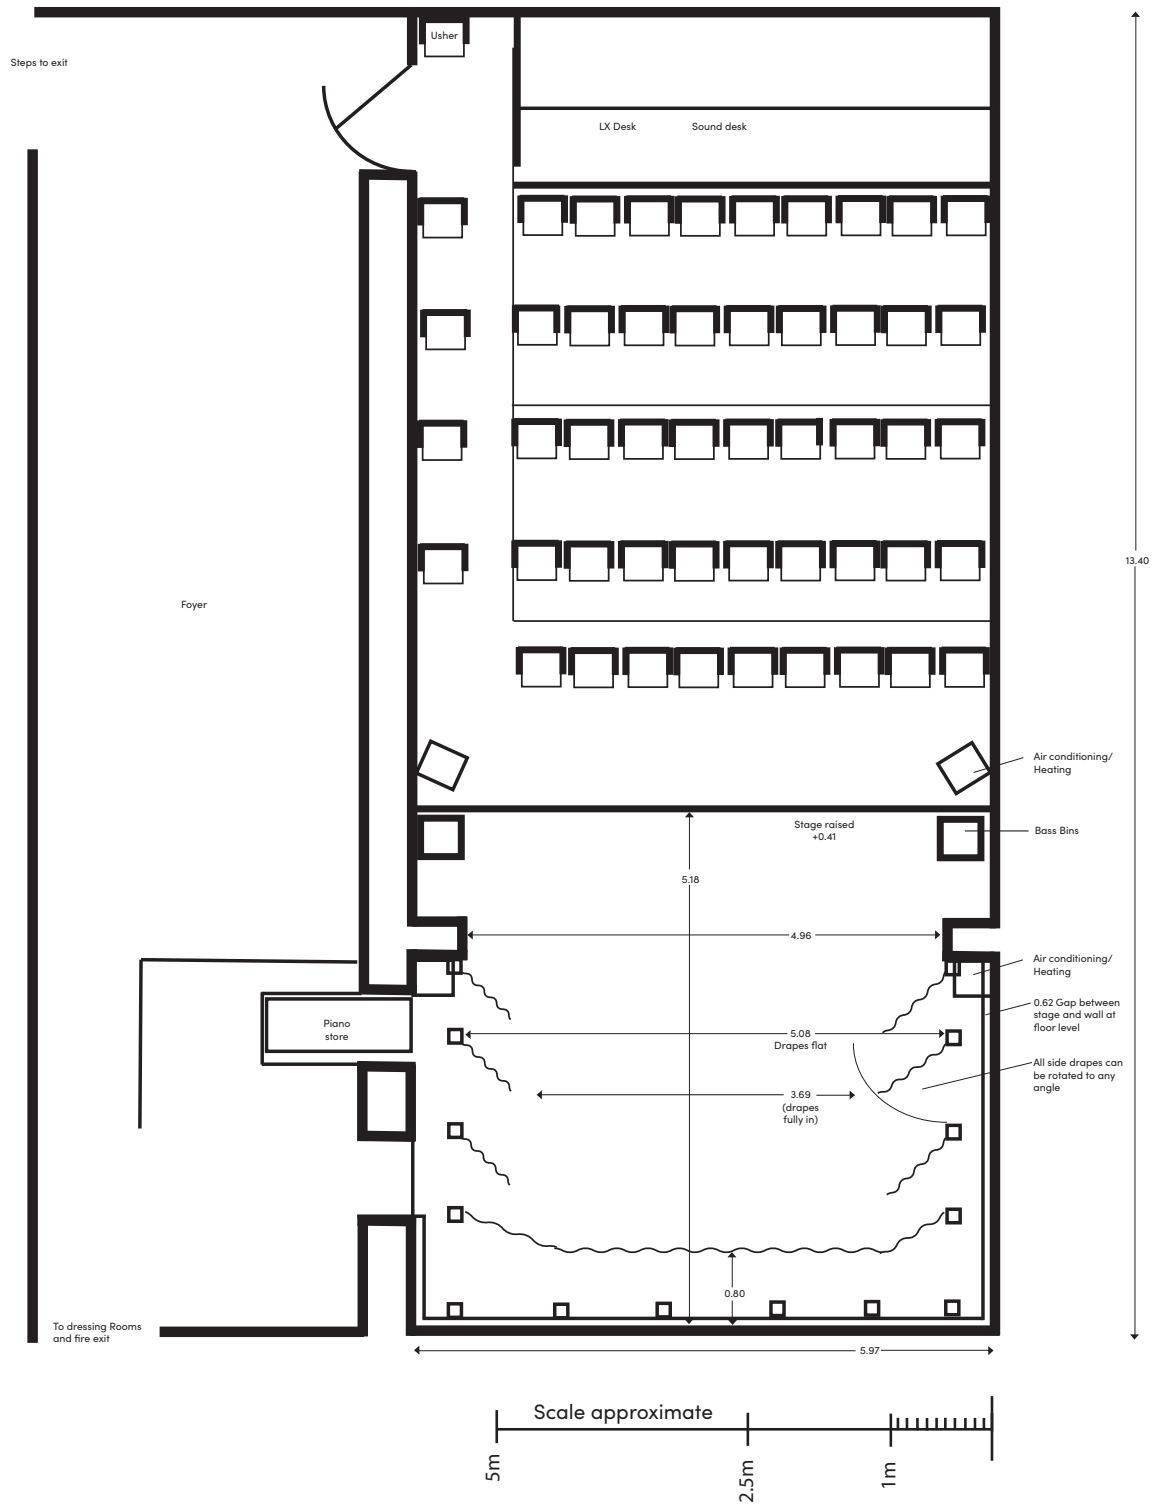 Usher
Steps to exit
LX Desk
Sound desk
13.40
Foyer
Air conditioning/
Heating
Stage raised
+0.41
Bass Bins
5.18
4.96
Air conditioning/
Heating
0.62 Gap between
stage and wall at
floor level
Piano
store
5.08
Drapes flat
All side drapes can
be rotated to any
angle
3.69
(drapes
fully in)
0.80
To dressing Rooms
and fire exit
5.97
Scale approximate
5m
2.5m
1m